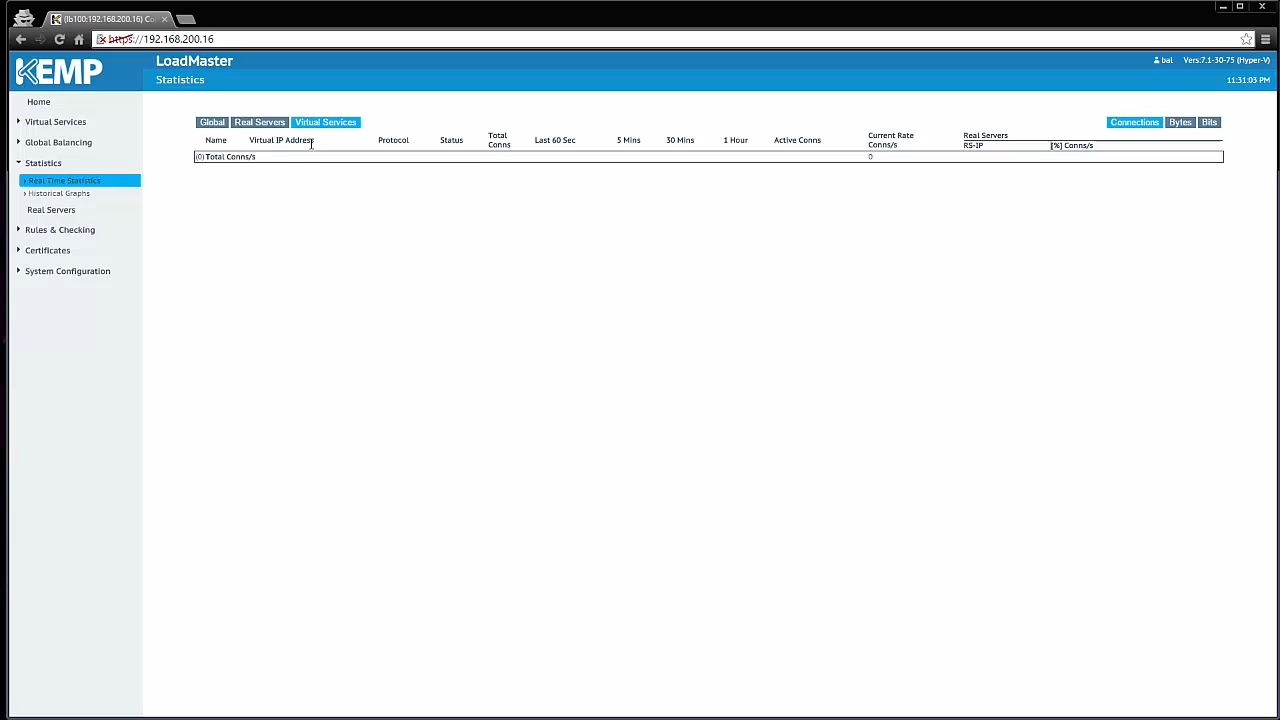 (lb100:192.168.200.16) Co
https://192.168.200.16
KEMP
LoadMaster
bal
Vers:7.1-30-75 (Hyper-V)
Statistics
11:31:03 PM
Home
Virtual Services
Global Balancing
Statistics
Real Time Statistics
Historical Graphs
Real Servers
Rules & Checking
Certificates
System Configuration
Global Real Servers Virtual Services
Connections Bytes Bits
Name Virtual IP Address Protocol Status Total Conns Last 60 Sec 5 Mins 30 Mins 1 Hour Active Conns Current Rate Conns/s Real Servers
RS-IP [%] Conns/s
(0) Total Conns/s 0